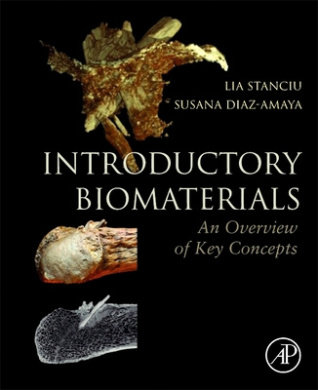 LIA STANCIU
SUSANA DIAZ-AMAYA
INTRODUCTORY
BIOMATERIALS
An Overview
of Key Concepts
AP